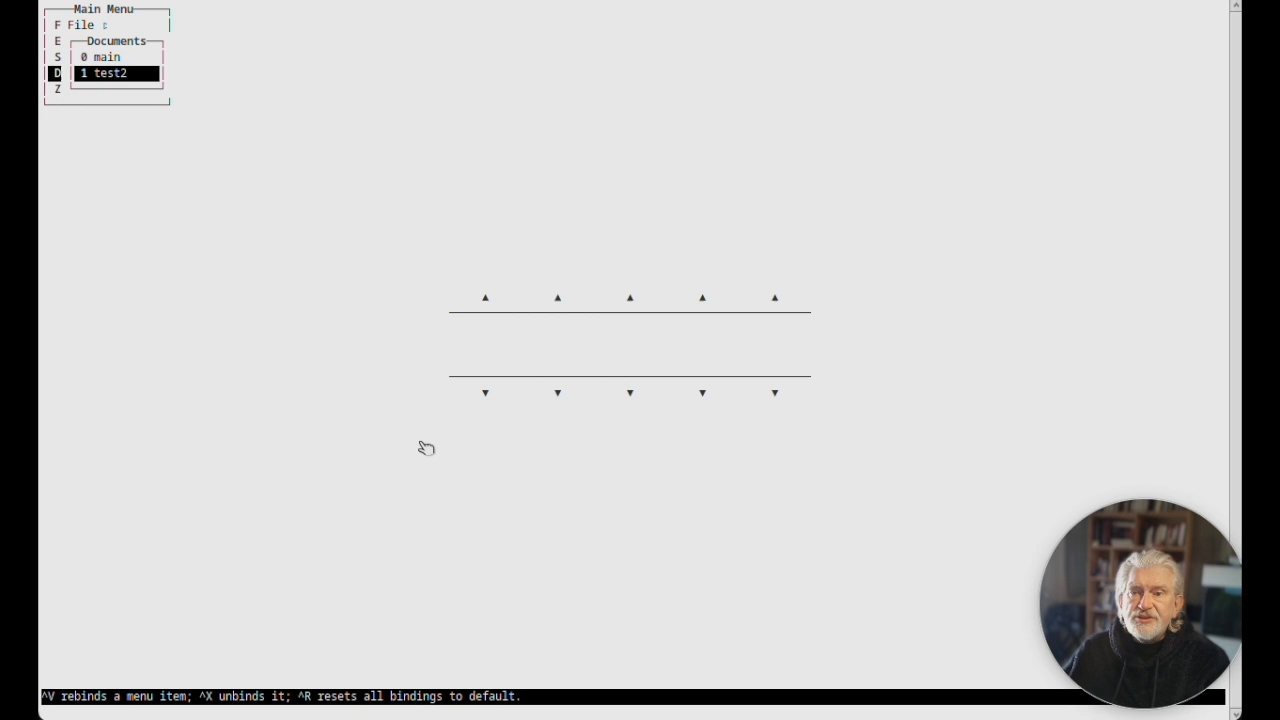 Main Menu
F File
E Documents
S 0 main
D 1 test2
Z
^V rebinds a menu item; ^X unbinds it; ^R resets all bindings to default.